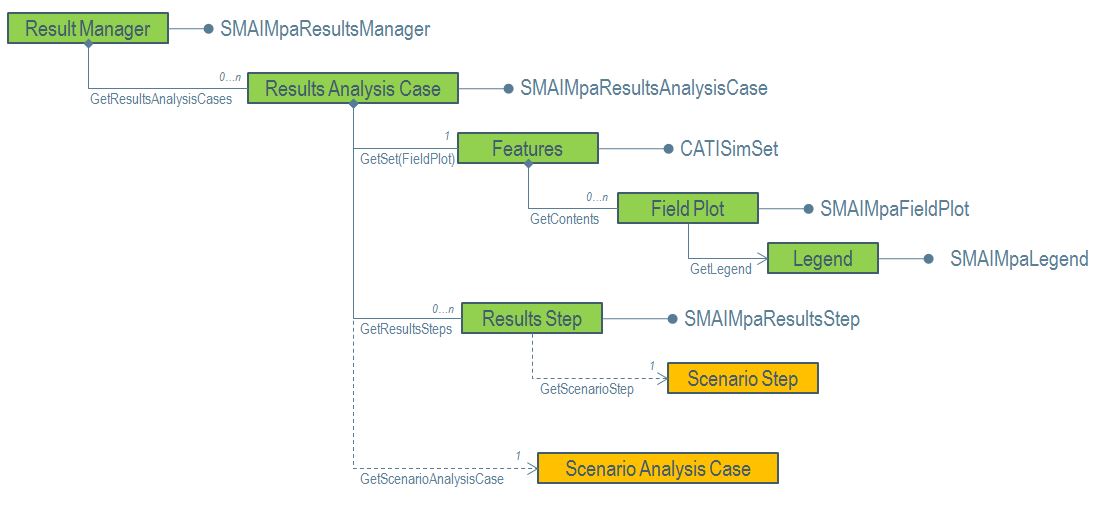 Result Manager
SMAIMpaResultsManager
0...n
GetResultsAnalysisCases
Results Analysis Case
SMAIMpaResultsAnalysisCase
1
GetSet(FieldPlot)
Features
CATISimSet
0...n
GetContents
Field Plot
SMAIMpaFieldPlot
GetLegend
Legend
SMAIMpaLegend
0...n
GetResultsSteps
Results Step
SMAIMpaResultsStep
1
GetScenarioStep
Scenario Step
1
GetScenarioAnalysisCase
Scenario Analysis Case